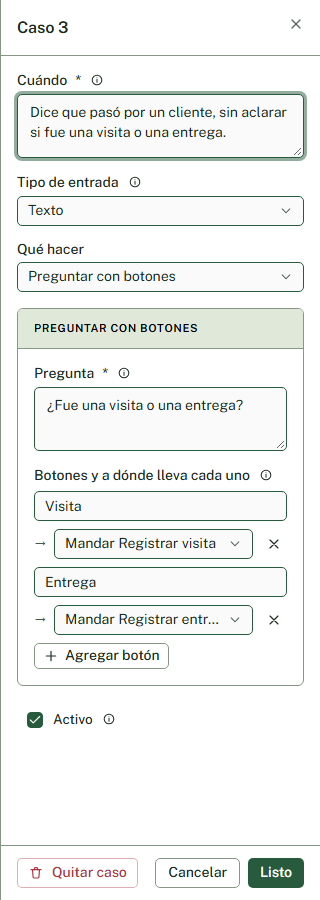 Caso 3
Cuándo *
Dice que pasó por un cliente, sin aclarar
si fue una visita o una entrega.
Tipo de entrada
Texto
Qué hacer
Preguntar con botones
PREGUNTAR CON BOTONES
Pregunta *
¿Fue una visita o una entrega?
Botones y a dónde lleva cada uno
Visita
→ Mandar Registrar visita
Entrega
→ Mandar Registrar entr...
+ Agregar botón
Activo
Quitar caso Cancelar Listo